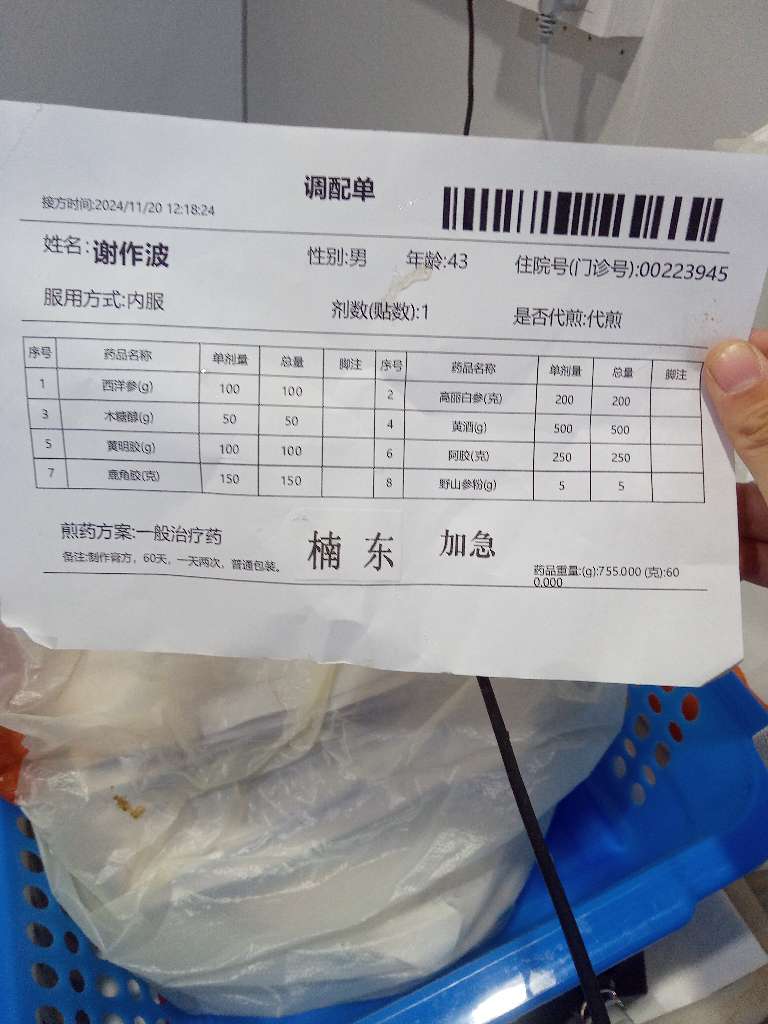 调配单
接方时间:2024/11/20 12:18:24
姓名:谢作波 性别:男 年龄:43 住院号(门诊号):00223945
服用方式:内服 剂数(贴数):1 是否代煎:代煎
序号 药品名称 单剂量 总量 脚注 序号 药品名称 单剂量 总量 脚注
1 西洋参(g) 100 100 2 高丽白参(克) 200 200
3 木糖醇(g) 50 50 4 黄酒(g) 500 500
5 黄明胶(g) 100 100 6 阿胶(克) 250 250
7 鹿角胶(克) 150 150 8 野山参粉(g) 5 5
煎药方案:一般治疗药 楠东 加急
备注:制作膏方，60天，一天两次，普通包装。 药品重量:(g):755.000 (克):60
0.000